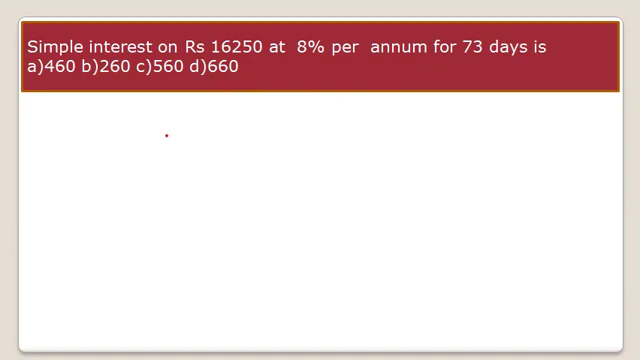 Simple interest on Rs 16250 at 8% per annum for 73 days is
a)460 b)260 c)560 d)660